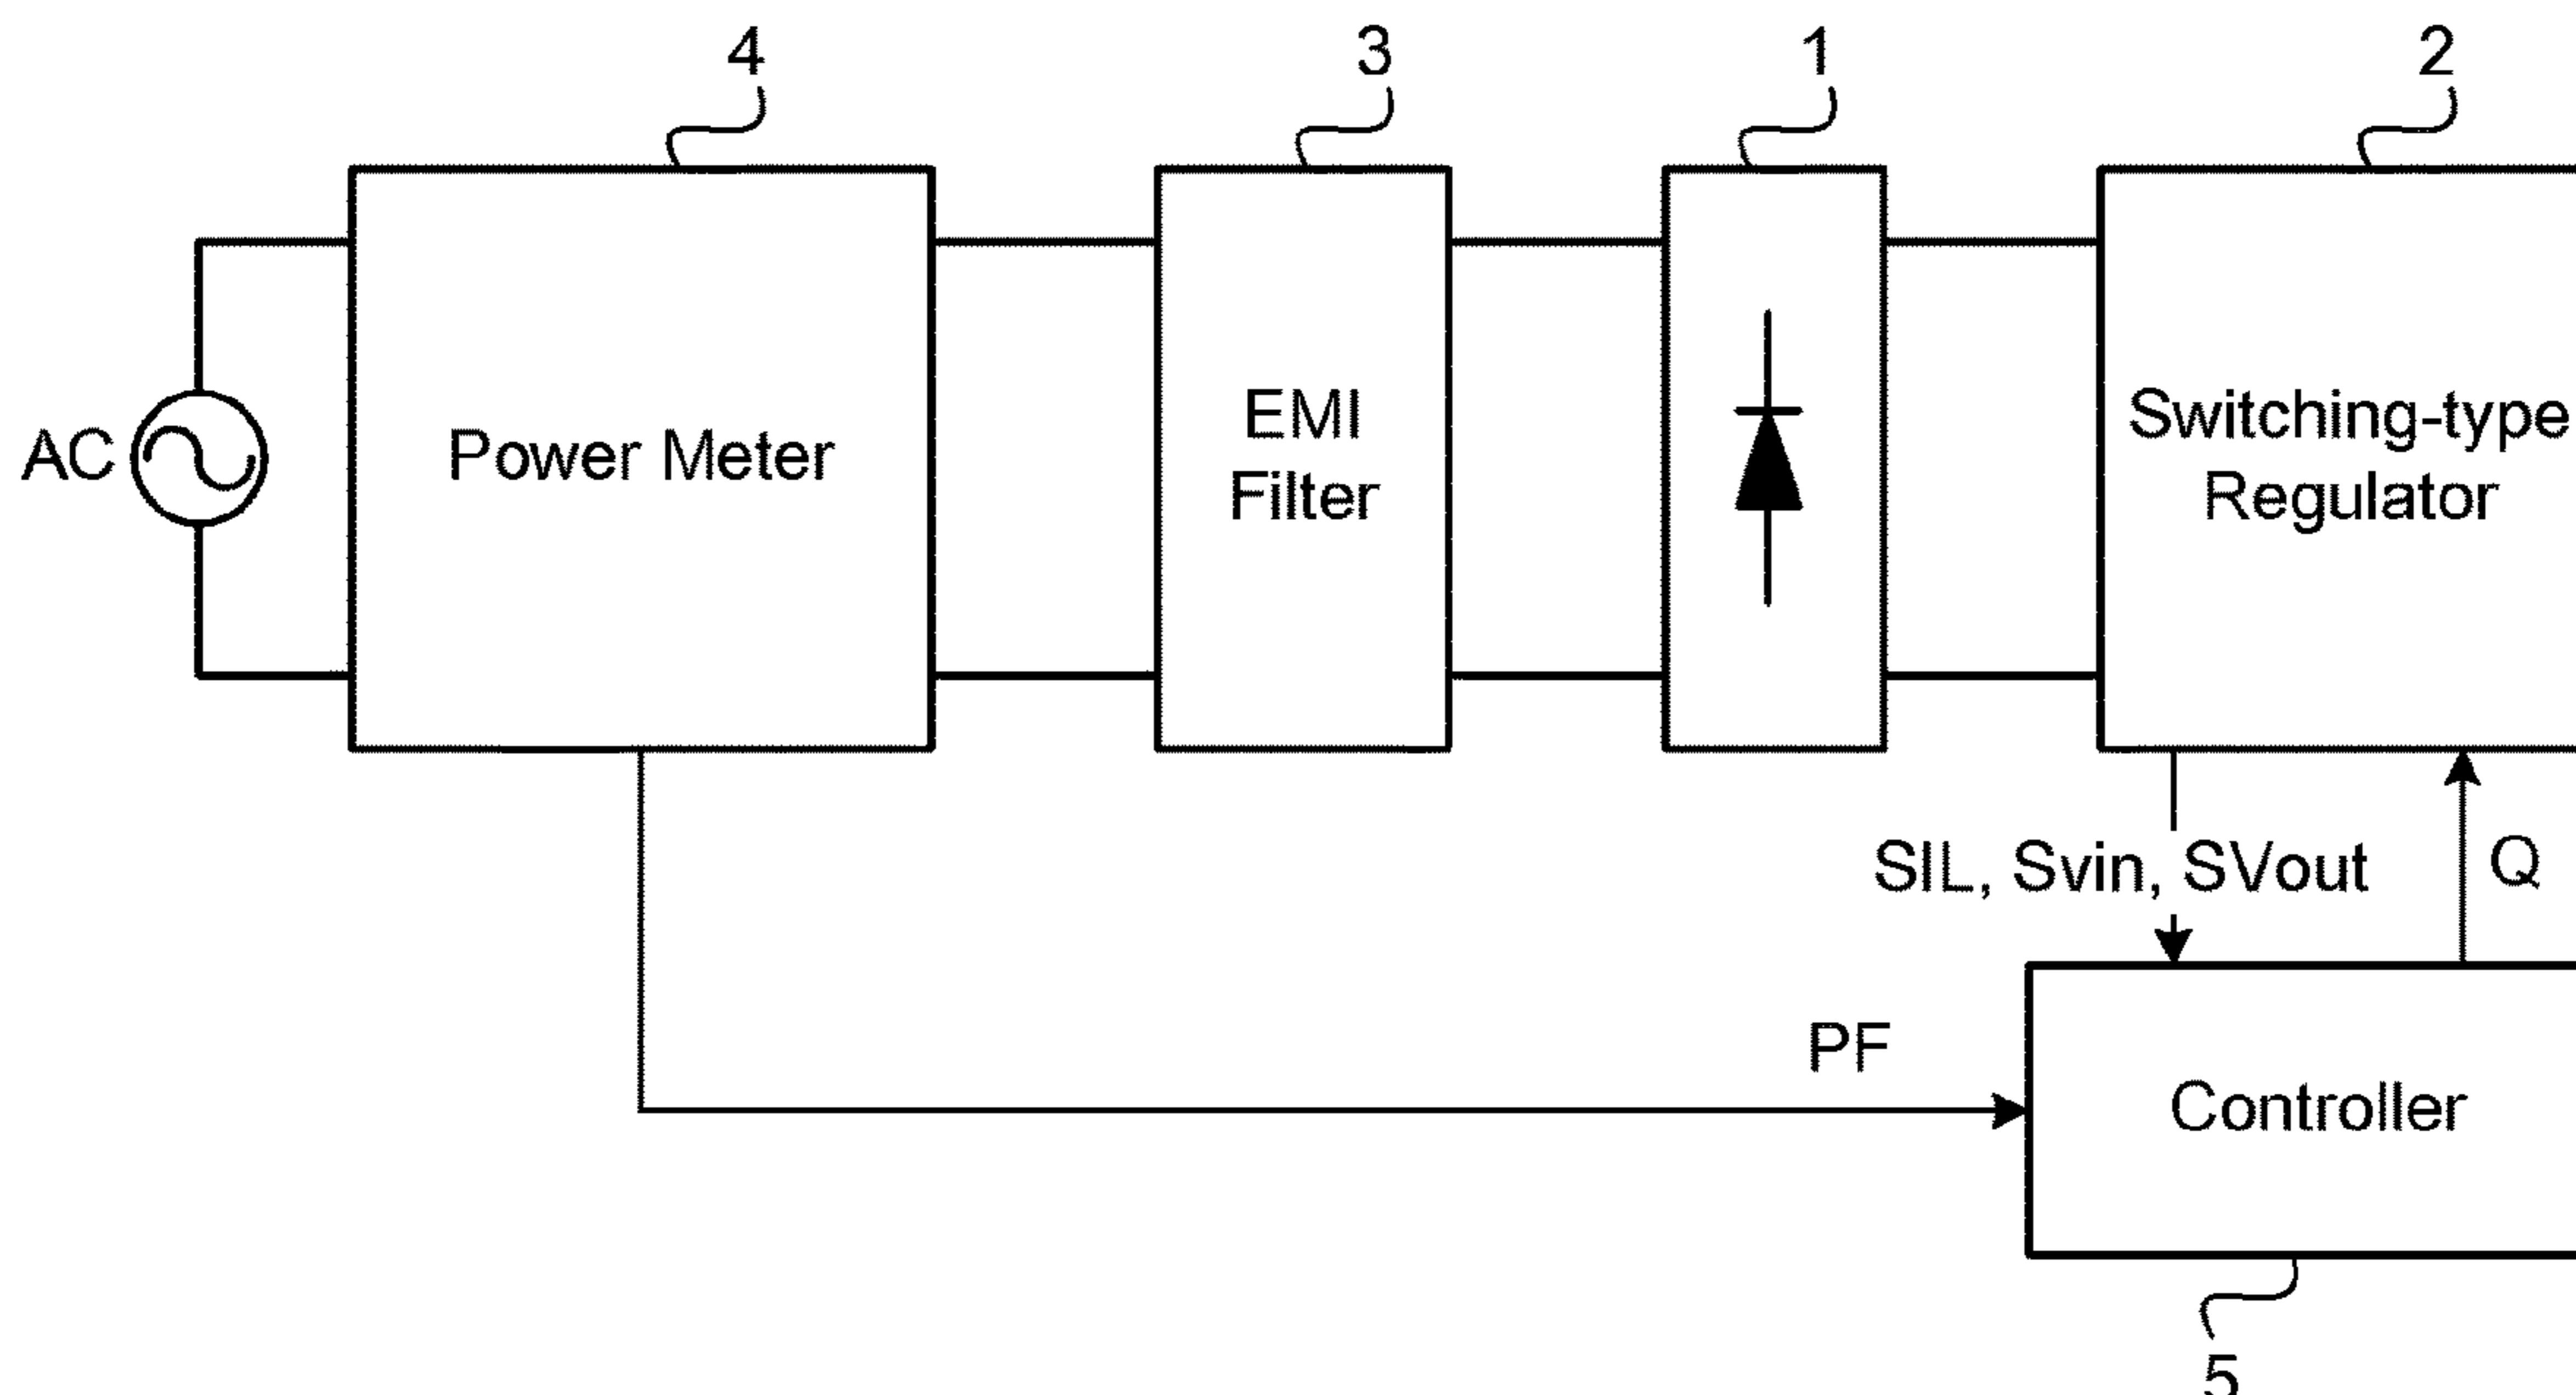 4
3
1
2
AC
Power Meter
EMI
Filter
Switching-type
Regulator
SIL, Svin, SVout
Q
PF
Controller
5